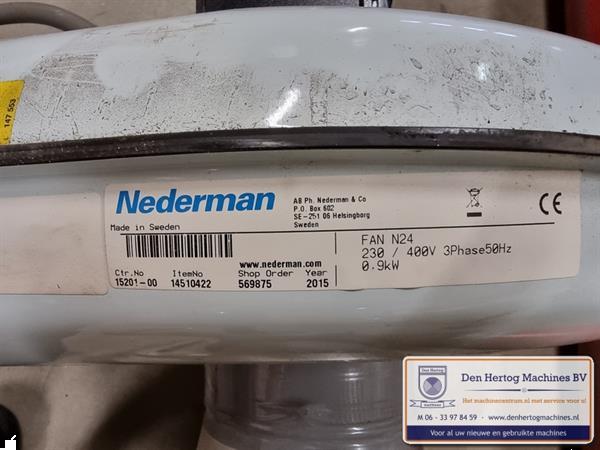 147 553
Nederman
AB Ph. Nederman & Co
P.O. Box 602
SE-251 06 Helsingborg
Sweden
Made in Sweden
CE
www.nederman.com
FAN N24
230 / 400V 3Phase50Hz
0.9kW
Ctr.No ItemNo Shop Order Year
15201-00 14510422 569875 2015
Den Hertog Machines BV
Het machinecentrum.nl met service voor u!
M 06 - 33 97 84 59 - www.denhertogmachines.nl
Voor al uw nieuwe en gebruikte machines